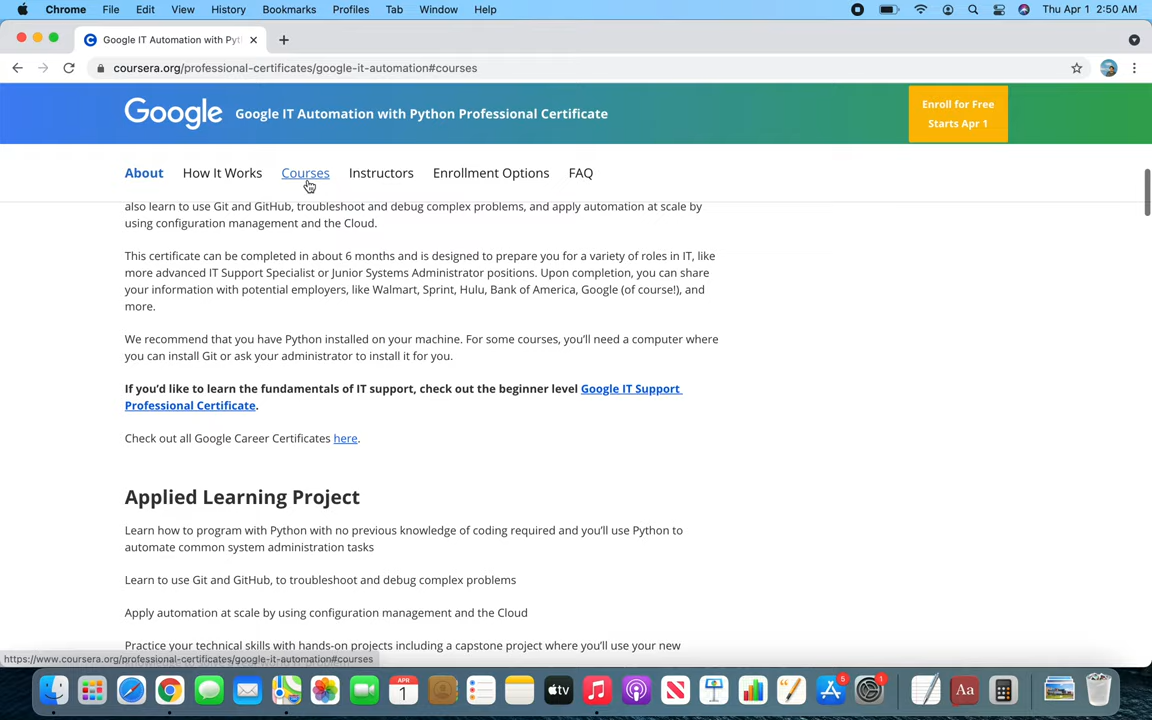 Chrome File Edit View History Bookmarks Profiles Tab Window Help Thu Apr 1 2:50 AM
Google IT Automation with Pyt
coursera.org/professional-certificates/google-it-automation#courses
Google Google IT Automation with Python Professional Certificate
Enroll for Free
Starts Apr 1
About How It Works Courses Instructors Enrollment Options FAQ
also learn to use Git and GitHub, troubleshoot and debug complex problems, and apply automation at scale by
using configuration management and the Cloud.
This certificate can be completed in about 6 months and is designed to prepare you for a variety of roles in IT, like
more advanced IT Support Specialist or Junior Systems Administrator positions. Upon completion, you can share
your information with potential employers, like Walmart, Sprint, Hulu, Bank of America, Google (of course!), and
more.
We recommend that you have Python installed on your machine. For some courses, you'll need a computer where
you can install Git or ask your administrator to install it for you.
If you'd like to learn the fundamentals of IT support, check out the beginner level Google IT Support
Professional Certificate.
Check out all Google Career Certificates here.
Applied Learning Project
Learn how to program with Python with no previous knowledge of coding required and you'll use Python to
automate common system administration tasks
Learn to use Git and GitHub, to troubleshoot and debug complex problems
Apply automation at scale by using configuration management and the Cloud
Practice your technical skills with hands-on projects including a capstone project where you'll use your new
https://www.coursera.org/professional-certificates/google-it-automation#courses
APR
1
tv
5
Aa
1